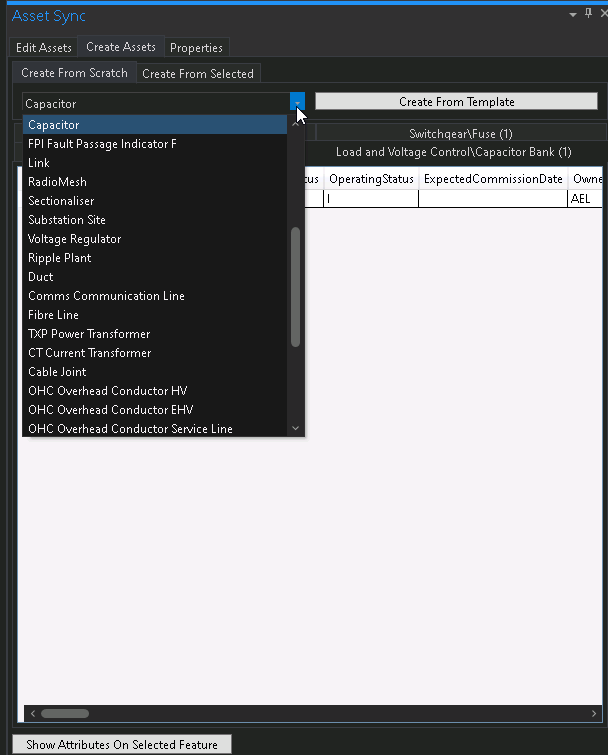 Asset Sync
Edit Assets Create Assets Properties
Create From Scratch Create From Selected
Capacitor Create From Template
Capacitor
FPI Fault Passage Indicator F
Link
RadioMesh
Sectionaliser
Substation Site
Voltage Regulator
Ripple Plant
Duct
Comms Communication Line
Fibre Line
TXP Power Transformer
CT Current Transformer
Cable Joint
OHC Overhead Conductor HV
OHC Overhead Conductor EHV
OHC Overhead Conductor Service Line
Switchgear\Fuse (1)
Load and Voltage Control\Capacitor Bank (1)
tus OperatingStatus ExpectedCommissionDate Owne
I AEL
Show Attributes On Selected Feature